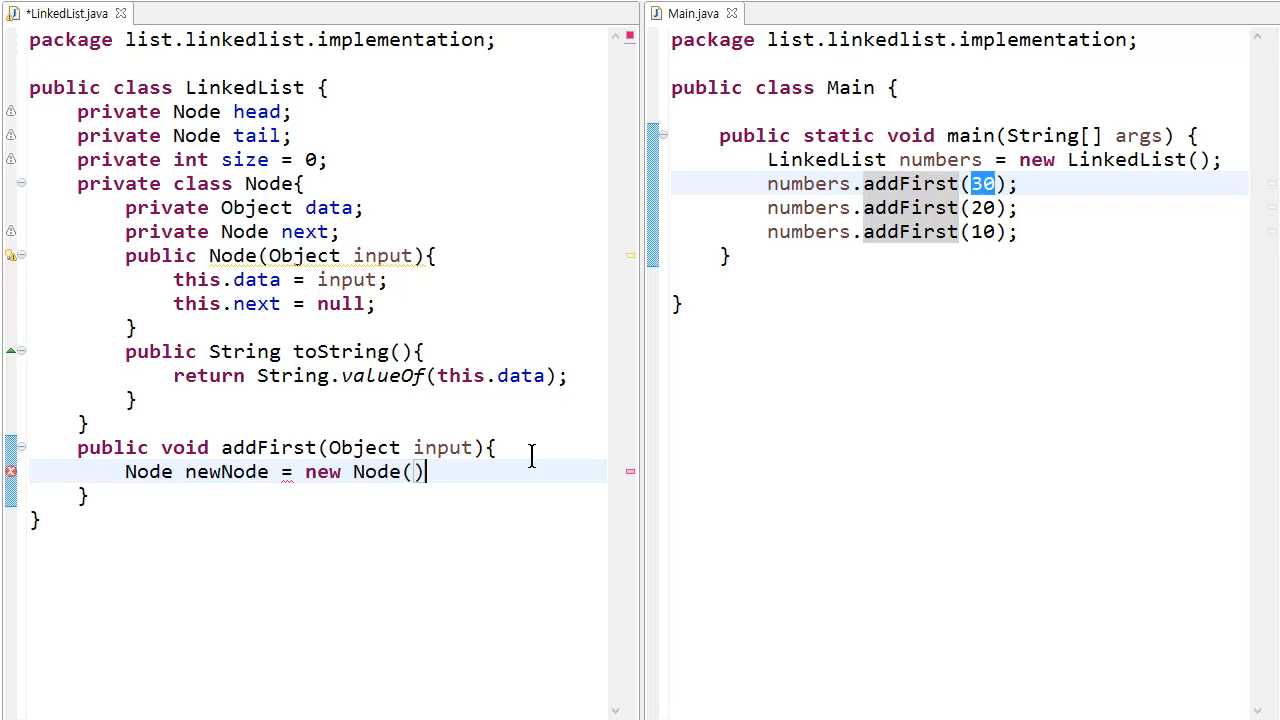 *LinkedList.java
package list.linkedlist.implementation;
public class LinkedList {
private Node head;
private Node tail;
private int size = 0;
private class Node{
private Object data;
private Node next;
public Node(Object input){
this.data = input;
this.next = null;
}
public String toString(){
return String.valueOf(this.data);
}
}
public void addFirst(Object input){
Node newNode = new Node()
}
}
Main.java
package list.linkedlist.implementation;
public class Main {
public static void main(String[] args) {
LinkedList numbers = new LinkedList();
numbers.addFirst(30);
numbers.addFirst(20);
numbers.addFirst(10);
}
}